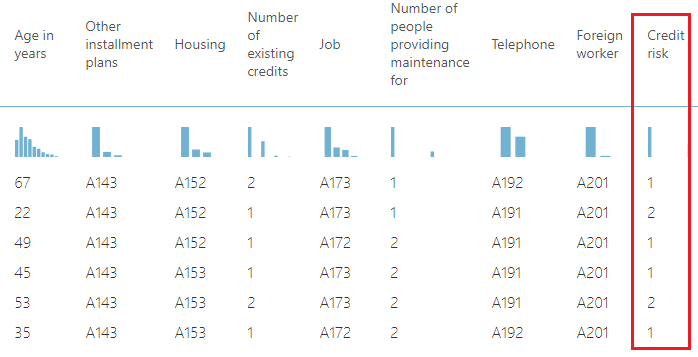 Age in years Other installment plans Housing Number of existing credits Job Number of people providing maintenance for Telephone Foreign worker Credit risk
67 A143 A152 2 A173 1 A192 A201 1
22 A143 A152 1 A173 1 A191 A201 2
49 A143 A152 1 A172 2 A191 A201 1
45 A143 A153 1 A173 2 A191 A201 1
53 A143 A153 2 A173 2 A191 A201 2
35 A143 A153 1 A172 2 A192 A201 1